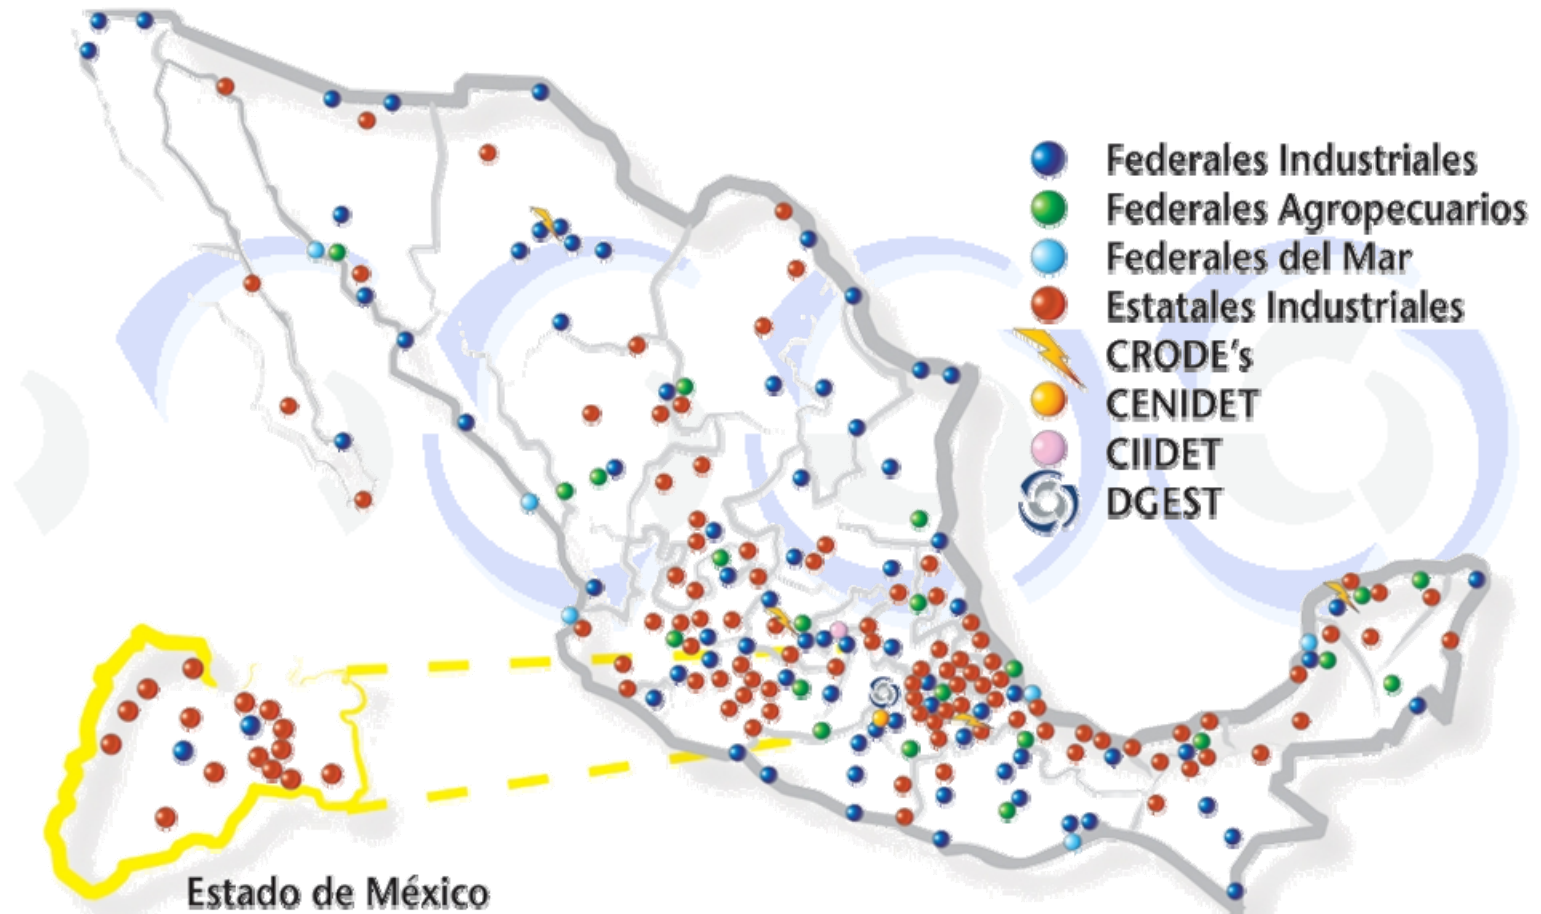 Federales Industriales
Federales Agropecuarios
Federales del Mar
Estatales Industriales
CRODE's
CENIDET
CIIDET
DGEST
Estado de México